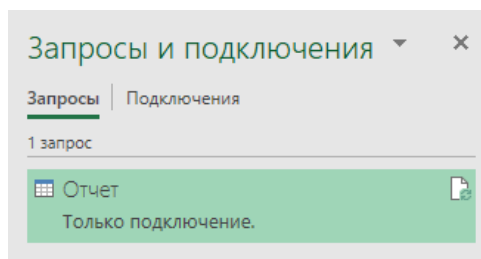 Запросы и подключения
Запросы Подключения
1 запрос
Отчет
Только подключение.